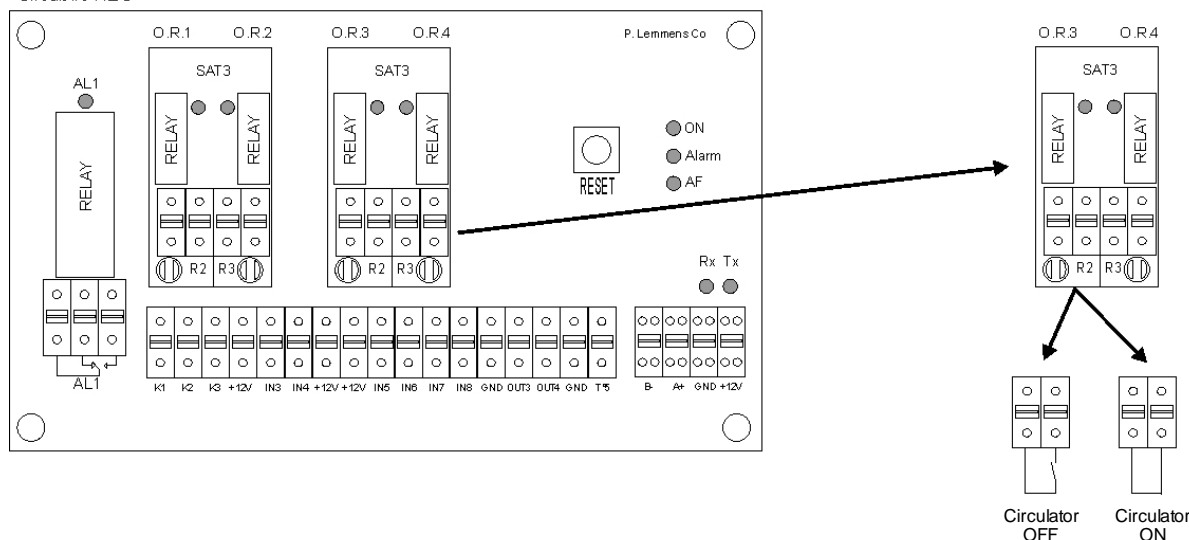 O.R.1 O.R.2 O.R.3 O.R.4 P. Lemmens Co O.R.3 O.R.4
SAT3 SAT3 SAT3
AL1
RELAY RELAY RELAY RELAY RELAY RELAY RELAY
ON
Alarm
AF
RESET
R2 R3 R2 R3 R2 R3
Rx Tx
AL1
K1 K2 K3 +12V IN3 IN4 +12V +12V IN5 IN6 IN7 IN8 GND OUT3 OUT4 GND T°5 B- A+ GND +12V
Circulator Circulator
OFF ON